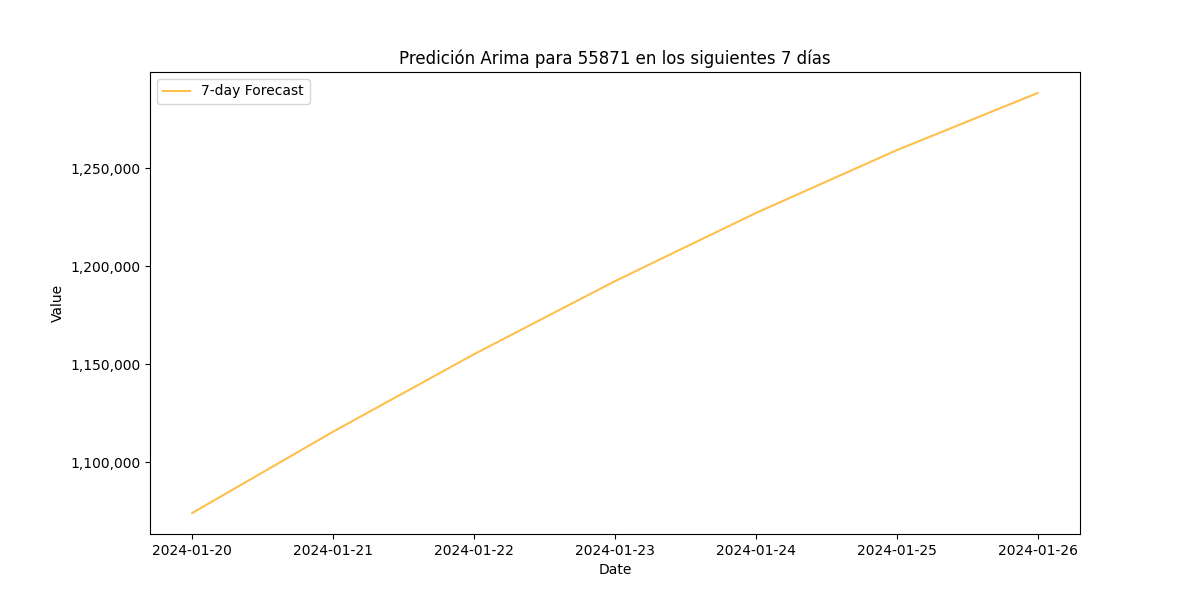 Predición Arima para 55871 en los siguientes 7 días
7-day Forecast
Value
1,250,000
1,200,000
1,150,000
1,100,000
2024-01-20 2024-01-21 2024-01-22 2024-01-23 2024-01-24 2024-01-25 2024-01-26
Date